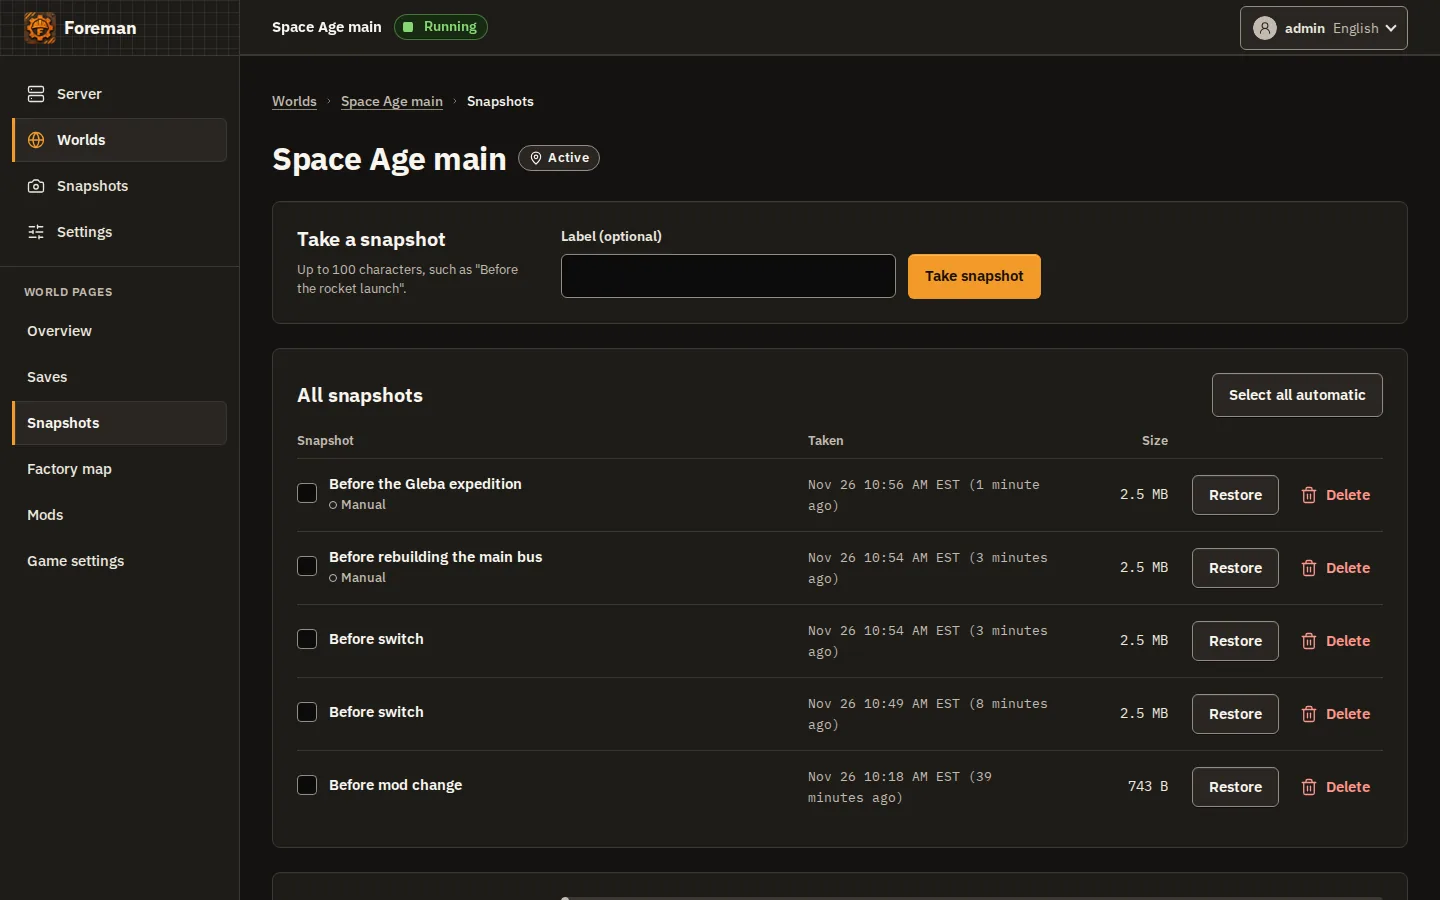 Foreman
Space Age main
Running
admin English
Server
Worlds
Snapshots
Settings
WORLD PAGES
Overview
Saves
Snapshots
Factory map
Mods
Game settings
Worlds › Space Age main › Snapshots
Space Age main
Active
Take a snapshot
Up to 100 characters, such as "Before
the rocket launch".
Label (optional)
Take snapshot
All snapshots
Select all automatic
Snapshot Taken Size
Before the Gleba expedition
Manual
Nov 26 10:56 AM EST (1 minute
ago)
2.5 MB
Restore
Delete
Before rebuilding the main bus
Manual
Nov 26 10:54 AM EST (3 minutes
ago)
2.5 MB
Restore
Delete
Before switch
Nov 26 10:54 AM EST (3 minutes
ago)
2.5 MB
Restore
Delete
Before switch
Nov 26 10:49 AM EST (8 minutes
ago)
2.5 MB
Restore
Delete
Before mod change
Nov 26 10:18 AM EST (39
minutes ago)
743 B
Restore
Delete